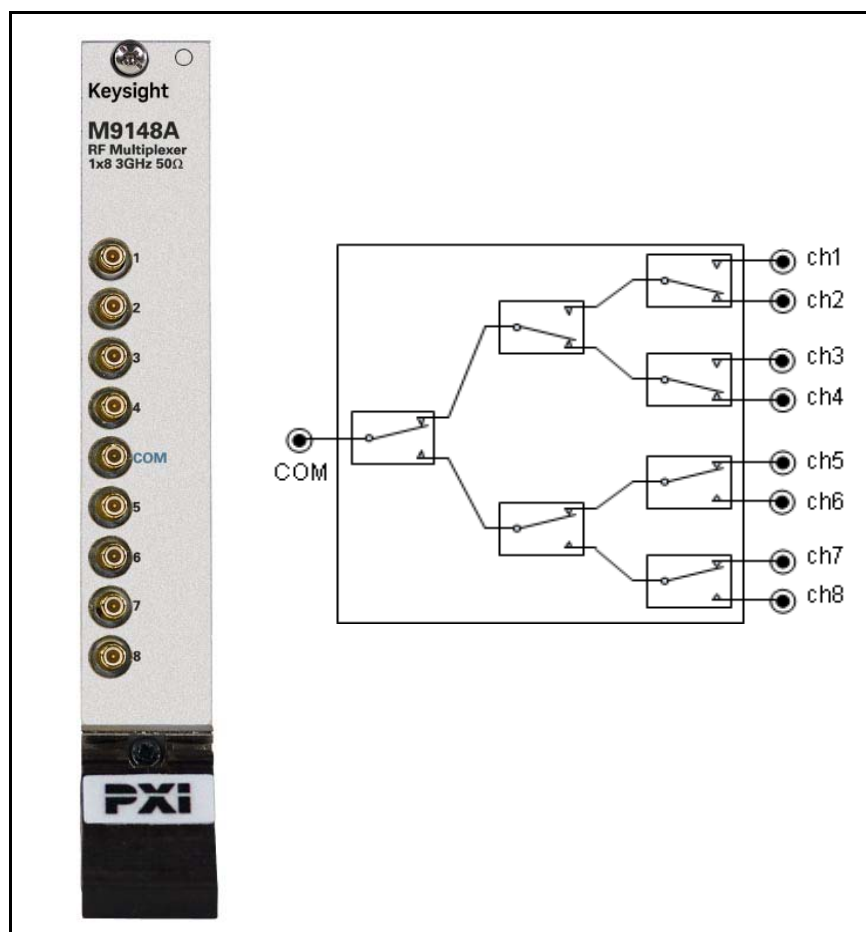 Keysight
M9148A
RF Multiplexer
1x8 3GHz 50Ω
1
2
3
4
COM
5
6
7
8
PXI
COM
ch1
ch2
ch3
ch4
ch5
ch6
ch7
ch8